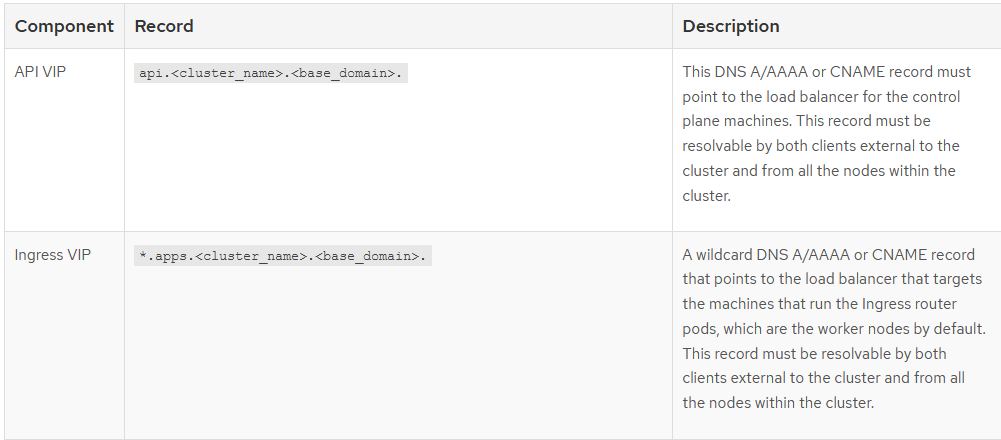 Component Record Description
API VIP api.<cluster_name>.<base_domain>. This DNS A/AAAA or CNAME record must
point to the load balancer for the control
plane machines. This record must be
resolvable by both clients external to the
cluster and from all the nodes within the
cluster.
Ingress VIP *.apps.<cluster_name>.<base_domain>. A wildcard DNS A/AAAA or CNAME record
that points to the load balancer that targets
the machines that run the Ingress router
pods, which are the worker nodes by default.
This record must be resolvable by both
clients external to the cluster and from all
the nodes within the cluster.